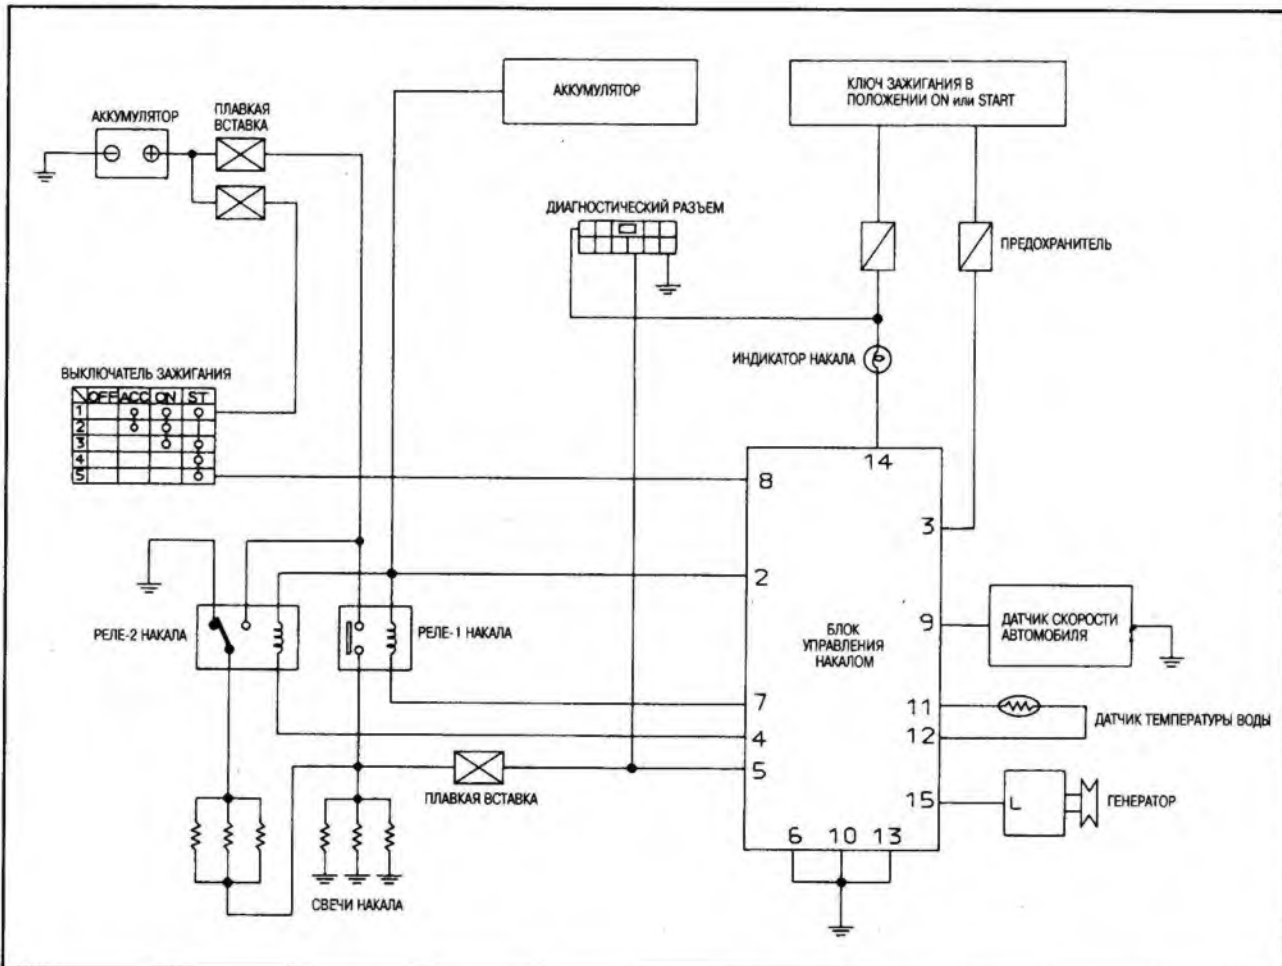 АККУМУЛЯТОР
КЛЮЧ ЗАЖИГАНИЯ В
ПОЛОЖЕНИИ ON или START
АККУМУЛЯТОР
ПЛАВКАЯ
ВСТАВКА
ДИАГНОСТИЧЕСКИЙ РАЗЪЕМ
ПРЕДОХРАНИТЕЛЬ
ИНДИКАТОР НАКАЛА
ВЫКЛЮЧАТЕЛЬ ЗАЖИГАНИЯ
OFF ACC ON ST
1
2
3
4
5
14
8
3
2
9
ДАТЧИК СКОРОСТИ
АВТОМОБИЛЯ
РЕЛЕ-2 НАКАЛА
РЕЛЕ-1 НАКАЛА
БЛОК
УПРАВЛЕНИЯ
НАКАЛОМ
7
11
ДАТЧИК ТЕМПЕРАТУРЫ ВОДЫ
4
12
5
ПЛАВКАЯ ВСТАВКА
15
L
ГЕНЕРАТОР
6 10 13
СВЕЧИ НАКАЛА